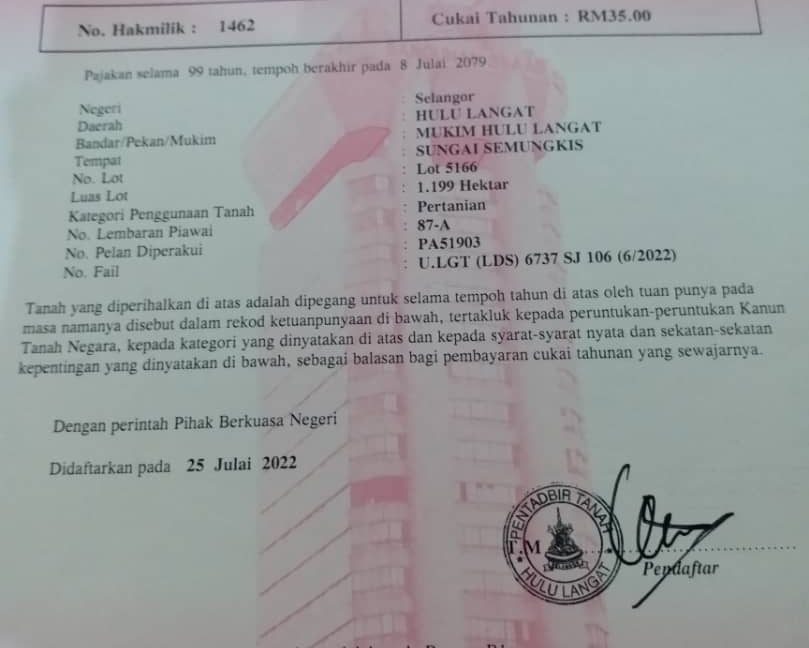 No. Hakmilik : 1462
Cukai Tahunan : RM35.00
Pajakan selama 99 tahun, tempoh berakhir pada 8 Julai 2079
Negeri : Selangor
Daerah : HULU LANGAT
Bandar/Pekan/Mukim : MUKIM HULU LANGAT
Tempat : SUNGAI SEMUNGKIS
No. Lot : Lot 5166
Luas Lot : 1.199 Hektar
Kategori Penggunaan Tanah : Pertanian
No. Lembaran Piawai : 87-A
No. Pelan Diperakui : PA51903
No. Fail : U.LGT (LDS) 6737 SJ 106 (6/2022)
Tanah yang diperihalkan di atas adalah dipegang untuk selama tempoh tahun di atas oleh tuan punya pada
masa namanya disebut dalam rekod ketuanpunyaan di bawah, tertakluk kepada peruntukan-peruntukan Kanun
Tanah Negara, kepada kategori yang dinyatakan di atas dan kepada syarat-syarat nyata dan sekatan-sekatan
kepentingan yang dinyatakan di bawah, sebagai balasan bagi pembayaran cukai tahunan yang sewajarnya.
Dengan perintah Pihak Berkuasa Negeri
Didaftarkan pada 25 Julai 2022
PENTADBIR TANAH
T.M
HULU LANGAT
Pendaftar